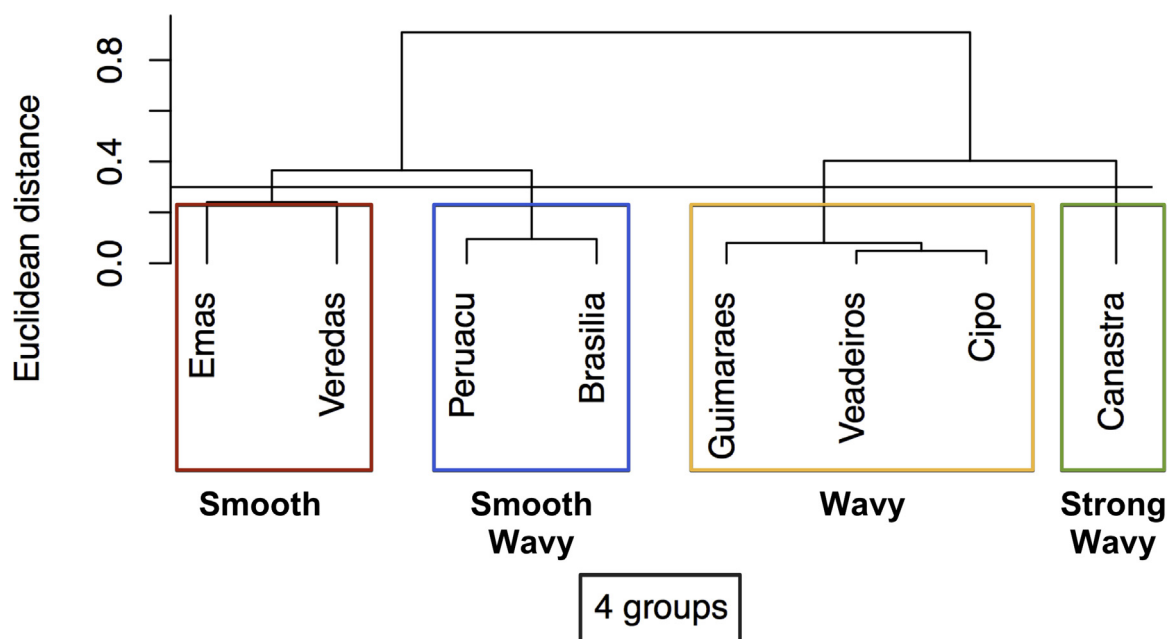 Euclidean distance
0.8
0.4
0.0
Emas
Veredas
Peruacu
Brasilia
Guimaraes
Veadeiros
Cipo
Canastra
Smooth
Smooth
Wavy
Wavy
Strong
Wavy
4 groups